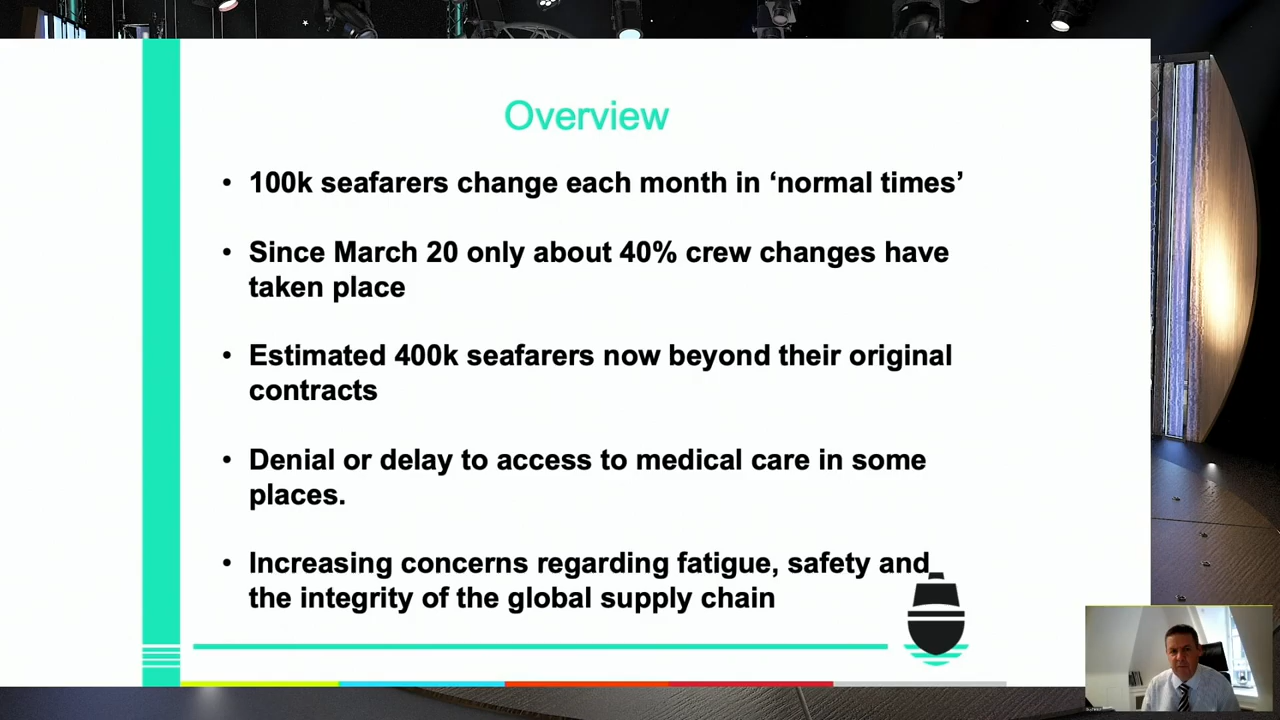 Overview
• 100k seafarers change each month in ‘normal times’
• Since March 20 only about 40% crew changes have
taken place
• Estimated 400k seafarers now beyond their original
contracts
• Denial or delay to access to medical care in some
places.
• Increasing concerns regarding fatigue, safety and
the integrity of the global supply chain